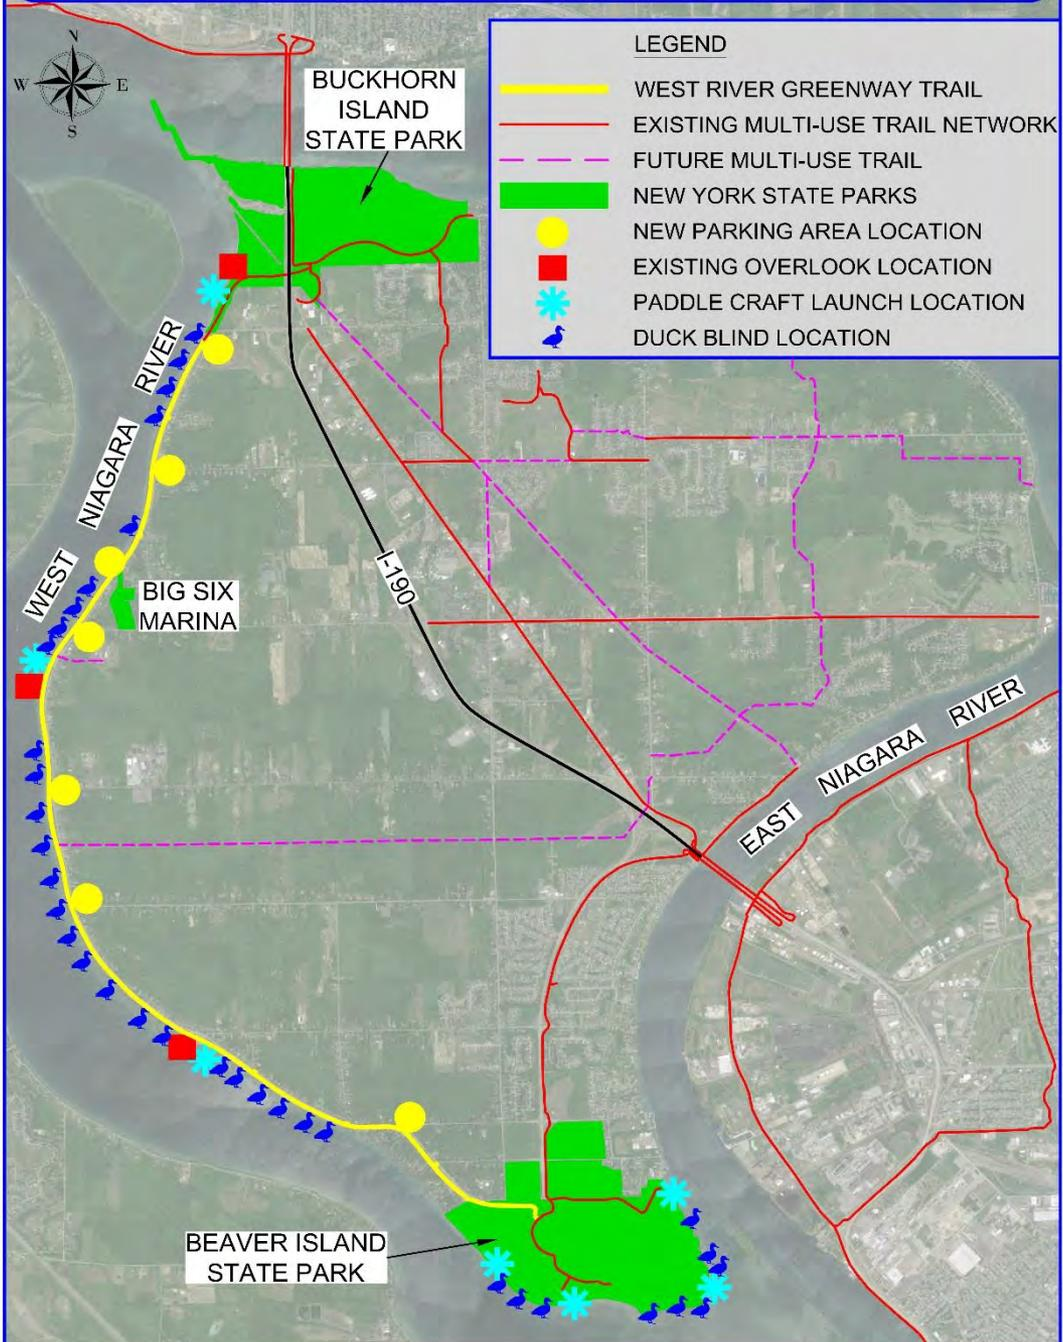 N
W
E
S
LEGEND
WEST RIVER GREENWAY TRAIL
EXISTING MULTI-USE TRAIL NETWORK
FUTURE MULTI-USE TRAIL
NEW YORK STATE PARKS
NEW PARKING AREA LOCATION
EXISTING OVERLOOK LOCATION
PADDLE CRAFT LAUNCH LOCATION
DUCK BLIND LOCATION
BUCKHORN
ISLAND
STATE PARK
WEST NIAGARA RIVER
I-190
BIG SIX
MARINA
EAST NIAGARA RIVER
BEAVER ISLAND
STATE PARK